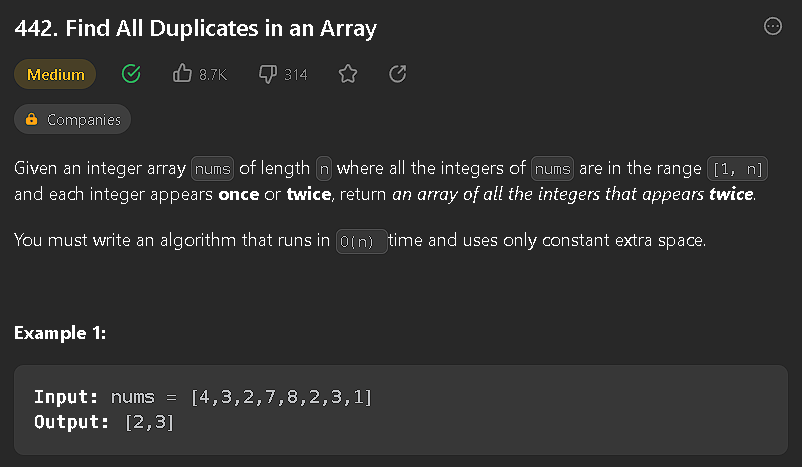 442. Find All Duplicates in an Array
Medium 8.7K 314
Companies
Given an integer array nums of length n where all the integers of nums are in the range [1, n]
and each integer appears once or twice, return an array of all the integers that appears twice.
You must write an algorithm that runs in O(n) time and uses only constant extra space.
Example 1:
Input: nums = [4,3,2,7,8,2,3,1]
Output: [2,3]